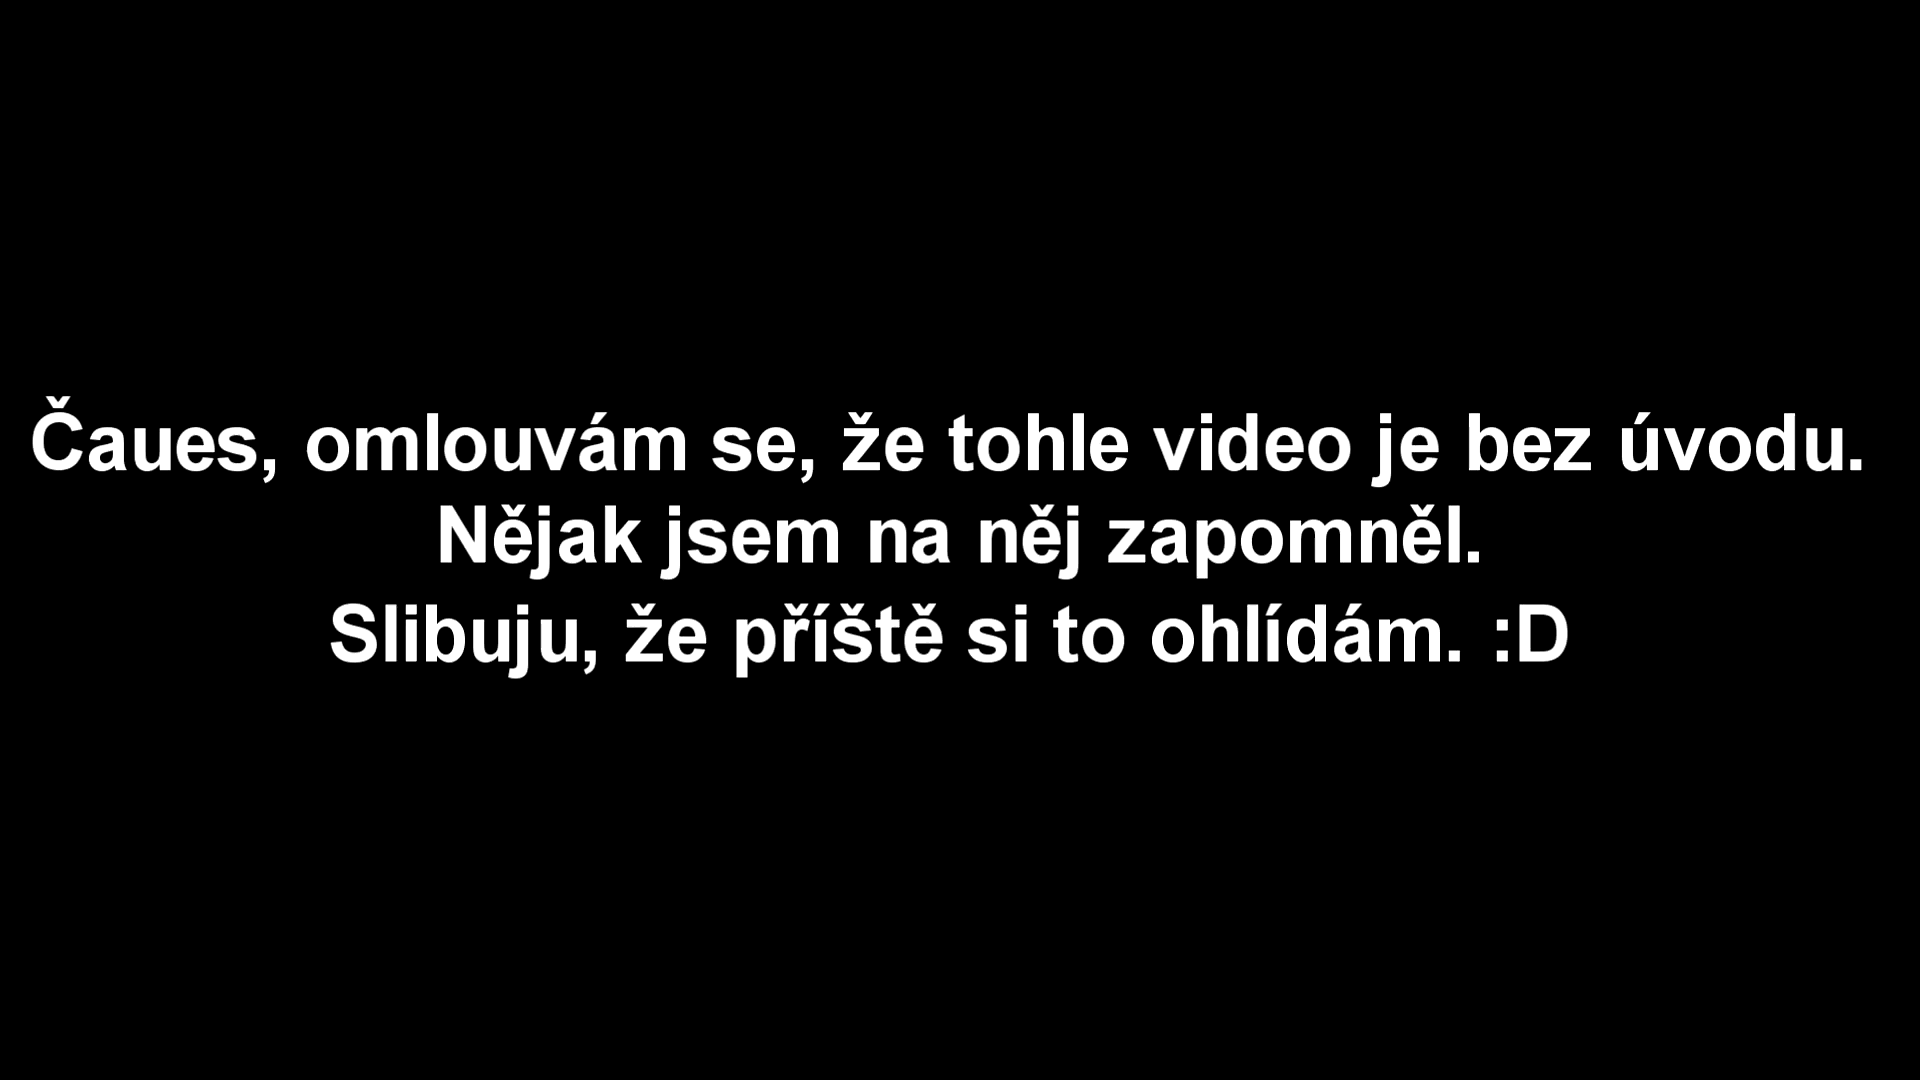 Čaues, omlouvám se, že tohle video je bez úvodu.
Nějak jsem na něj zapomněl.
Slibuju, že příště si to ohlídám. :D